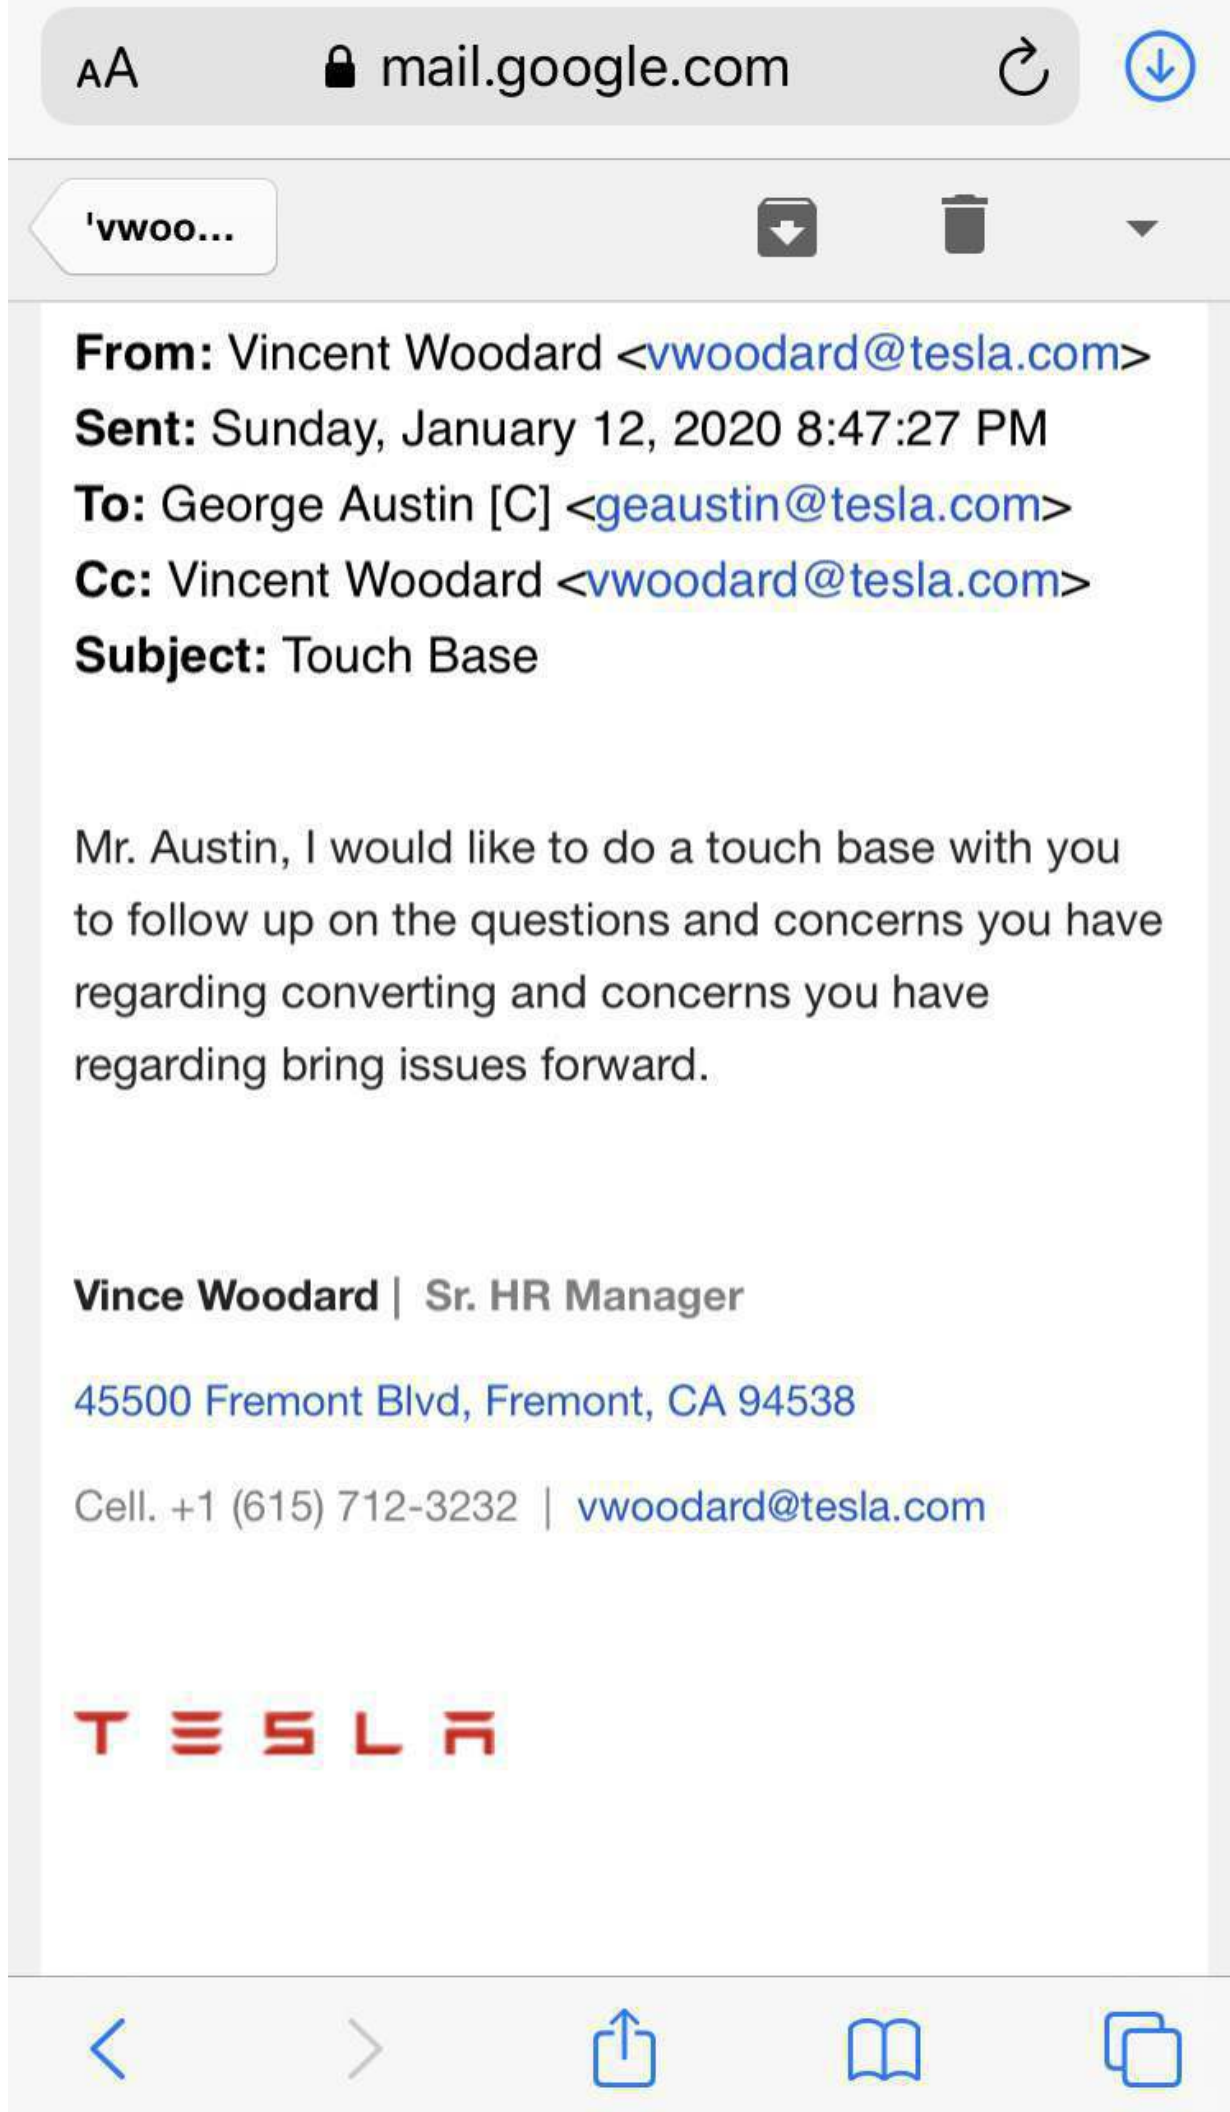 AA mail.google.com
'vwoo...
From: Vincent Woodard <vwoodard@tesla.com>
Sent: Sunday, January 12, 2020 8:47:27 PM
To: George Austin [C] <geaustin@tesla.com>
Cc: Vincent Woodard <vwoodard@tesla.com>
Subject: Touch Base
Mr. Austin, I would like to do a touch base with you
to follow up on the questions and concerns you have
regarding converting and concerns you have
regarding bring issues forward.
Vince Woodard | Sr. HR Manager
45500 Fremont Blvd, Fremont, CA 94538
Cell. +1 (615) 712-3232 | vwoodard@tesla.com
TESLA